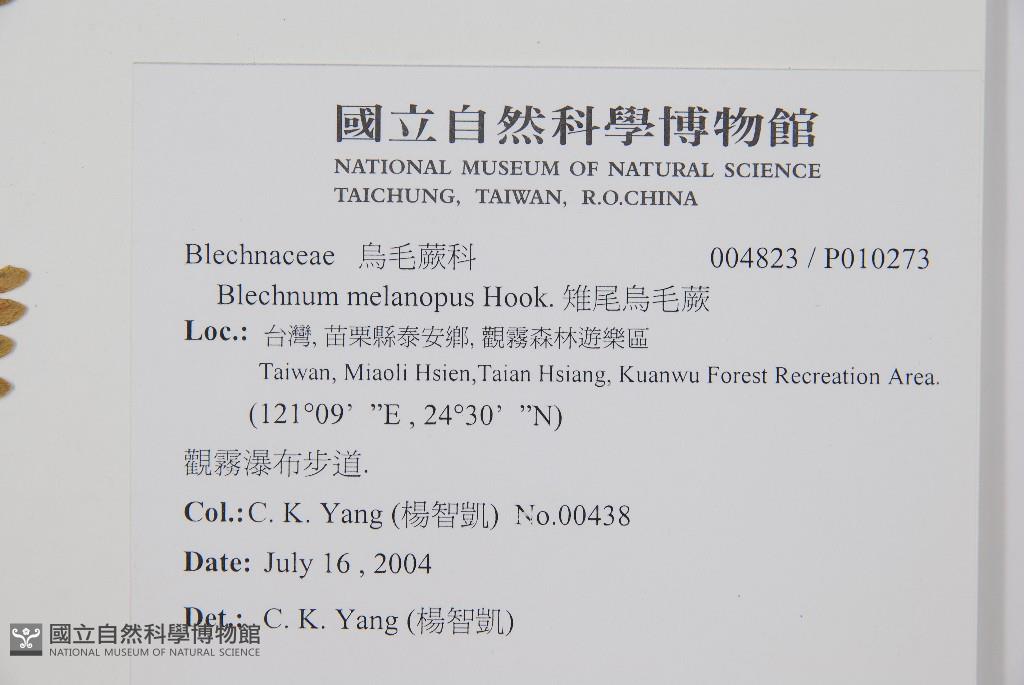 國立自然科學博物館
NATIONAL MUSEUM OF NATURAL SCIENCE
TAICHUNG, TAIWAN, R.O.CHINA
Blechnaceae 烏毛蕨科 004823 / P010273
Blechnum melanopus Hook. 雉尾烏毛蕨
Loc.: 台灣, 苗栗縣泰安鄉, 觀霧森林遊樂區
Taiwan, Miaoli Hsien,Taian Hsiang, Kuanwu Forest Recreation Area.
(121°09’ ”E , 24°30’ ”N)
觀霧瀑布步道.
Col.: C. K. Yang (楊智凱) No.00438
Date: July 16 , 2004
Det.: C. K. Yang (楊智凱)
國立自然科學博物館
NATIONAL MUSEUM OF NATURAL SCIENCE